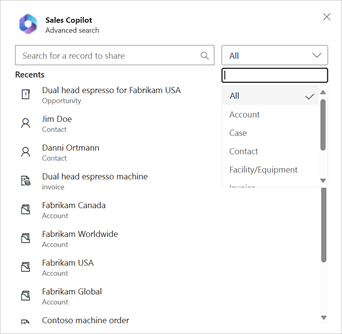 Sales Copilot
Advanced search
Search for a record to share
All
Recents
Dual head espresso for Fabrikam USA
Opportunity
Jim Doe
Contact
Danni Ortmann
Contact
Dual head espresso machine
invoice
Fabrikam Canada
Account
Fabrikam Worldwide
Account
Fabrikam USA
Account
Fabrikam Global
Account
Contoso machine order
All
Account
Case
Contact
Facility/Equipment
Invoice